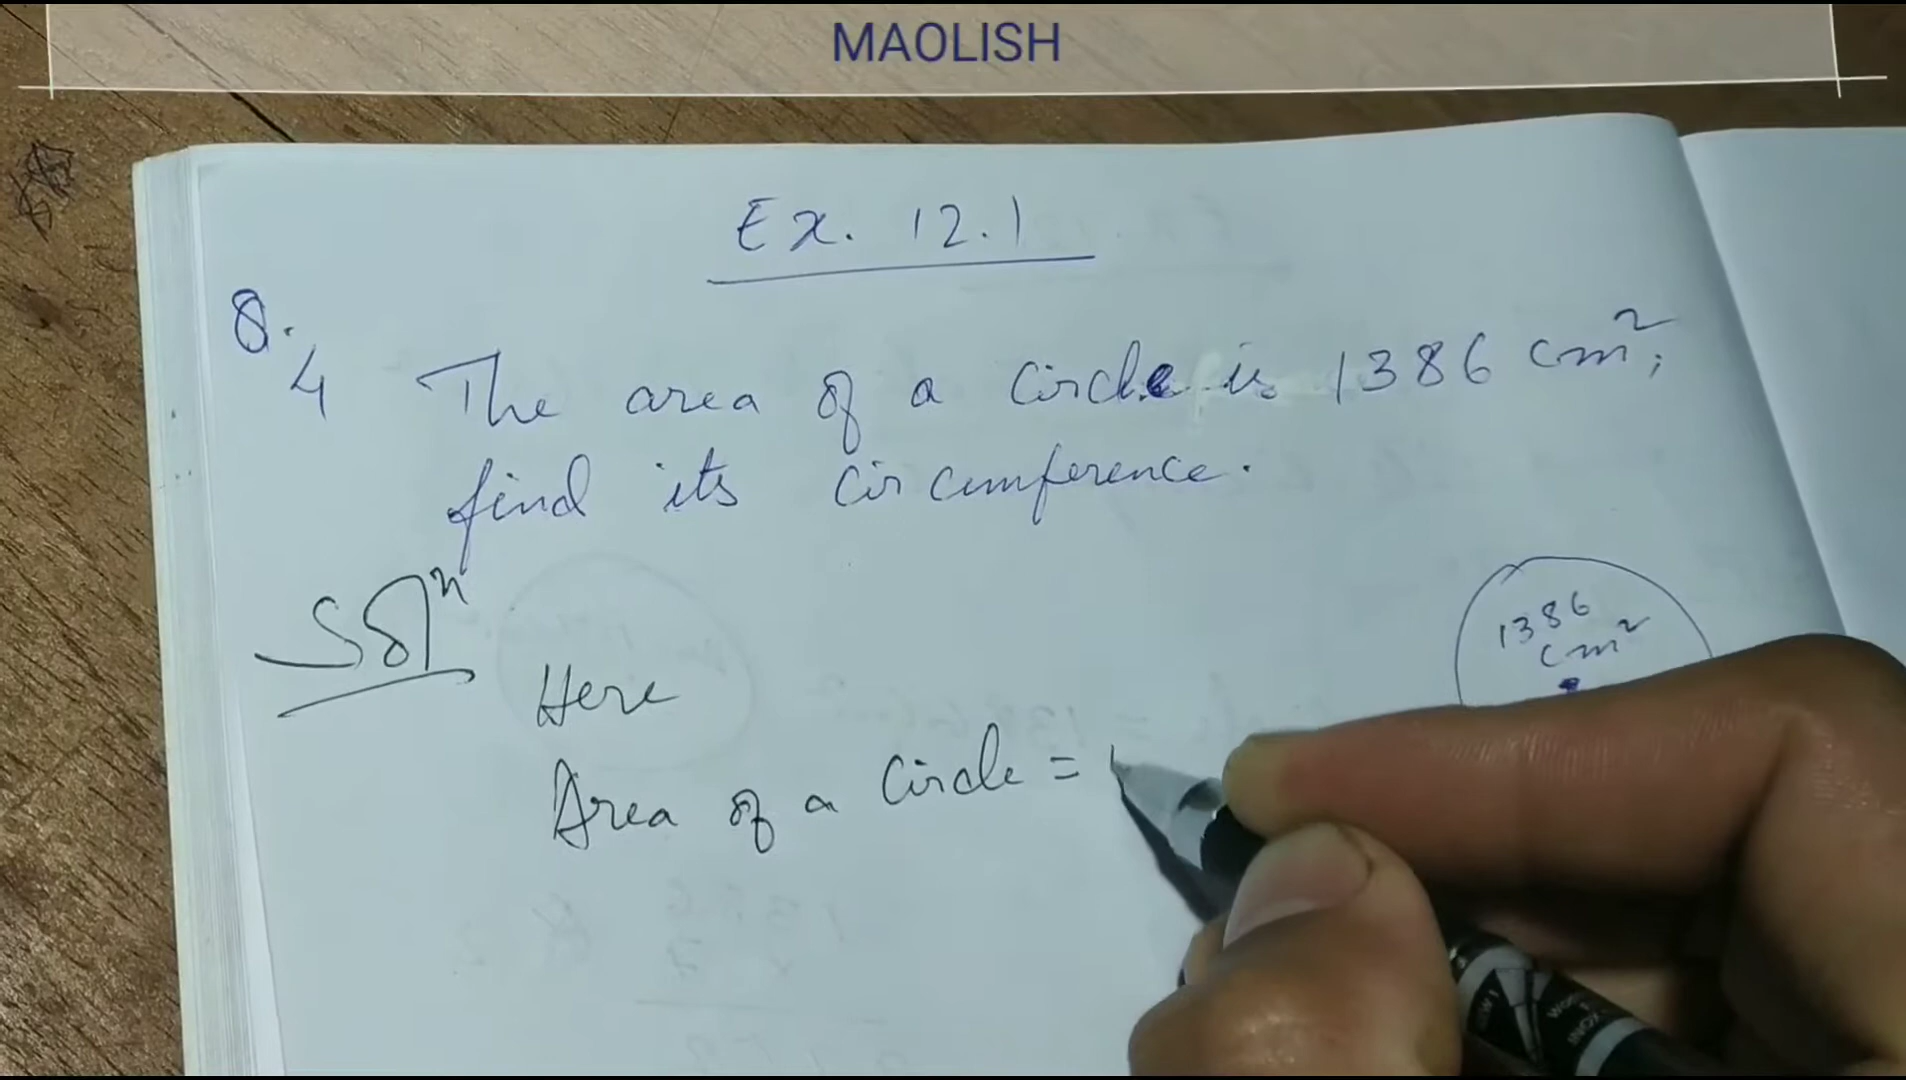 MAOLISH
Ex. 12.1
Q.4 The area of a circle is 1386 cm²;
find its circumference.
Solⁿ
1386
cm²
Here
Area of a Circle = 1